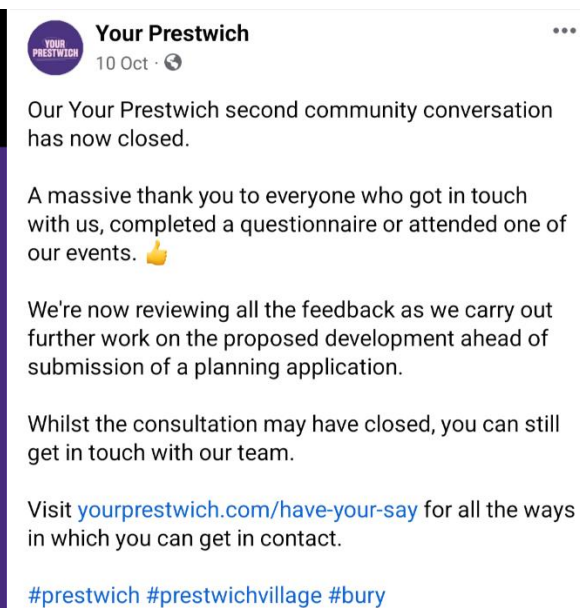 YOUR
PRESTWICH
Your Prestwich
10 Oct ·
Our Your Prestwich second community conversation
has now closed.
A massive thank you to everyone who got in touch
with us, completed a questionnaire or attended one of
our events. 👍
We're now reviewing all the feedback as we carry out
further work on the proposed development ahead of
submission of a planning application.
Whilst the consultation may have closed, you can still
get in touch with our team.
Visit yourprestwich.com/have-your-say for all the ways
in which you can get in contact.
#prestwich #prestwichvillage #bury